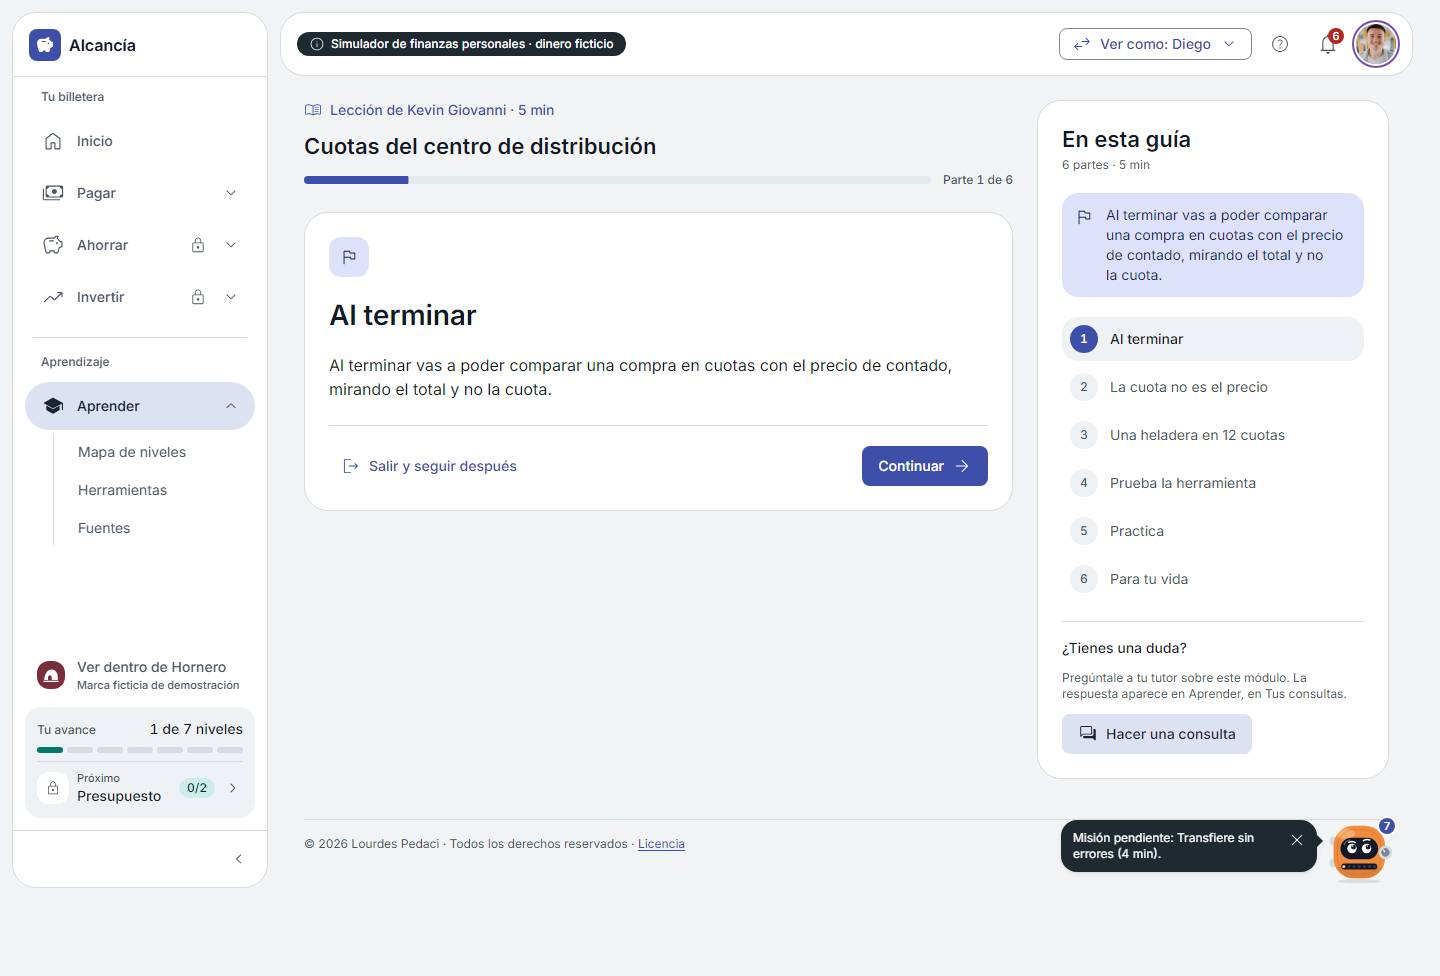 Alcancía
Tu billetera
Inicio
Pagar
Ahorrar
Invertir
Aprendizaje
Aprender
Mapa de niveles
Herramientas
Fuentes
Ver dentro de Hornero
Marca ficticia de demostración
Tu avance
1 de 7 niveles
Próximo
Presupuesto
0/2
Simulador de finanzas personales · dinero ficticio
Ver como: Diego
6
Lección de Kevin Giovanni · 5 min
Cuotas del centro de distribución
Parte 1 de 6
Al terminar
Al terminar vas a poder comparar una compra en cuotas con el precio de contado,
mirando el total y no la cuota.
Salir y seguir después
Continuar
En esta guía
6 partes · 5 min
Al terminar vas a poder comparar
una compra en cuotas con el precio
de contado, mirando el total y no
la cuota.
1 Al terminar
2 La cuota no es el precio
3 Una heladera en 12 cuotas
4 Prueba la herramienta
5 Practica
6 Para tu vida
¿Tienes una duda?
Pregúntale a tu tutor sobre este módulo. La
respuesta aparece en Aprender, en Tus consultas.
Hacer una consulta
© 2026 Lourdes Pedaci · Todos los derechos reservados · Licencia
Misión pendiente: Transfiere sin
errores (4 min).
7